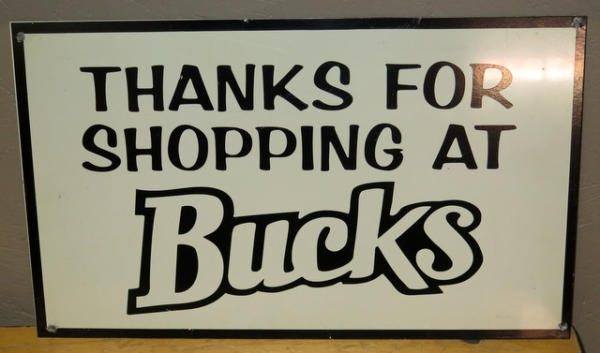 THANKS FOR
SHOPPING AT
Bucks